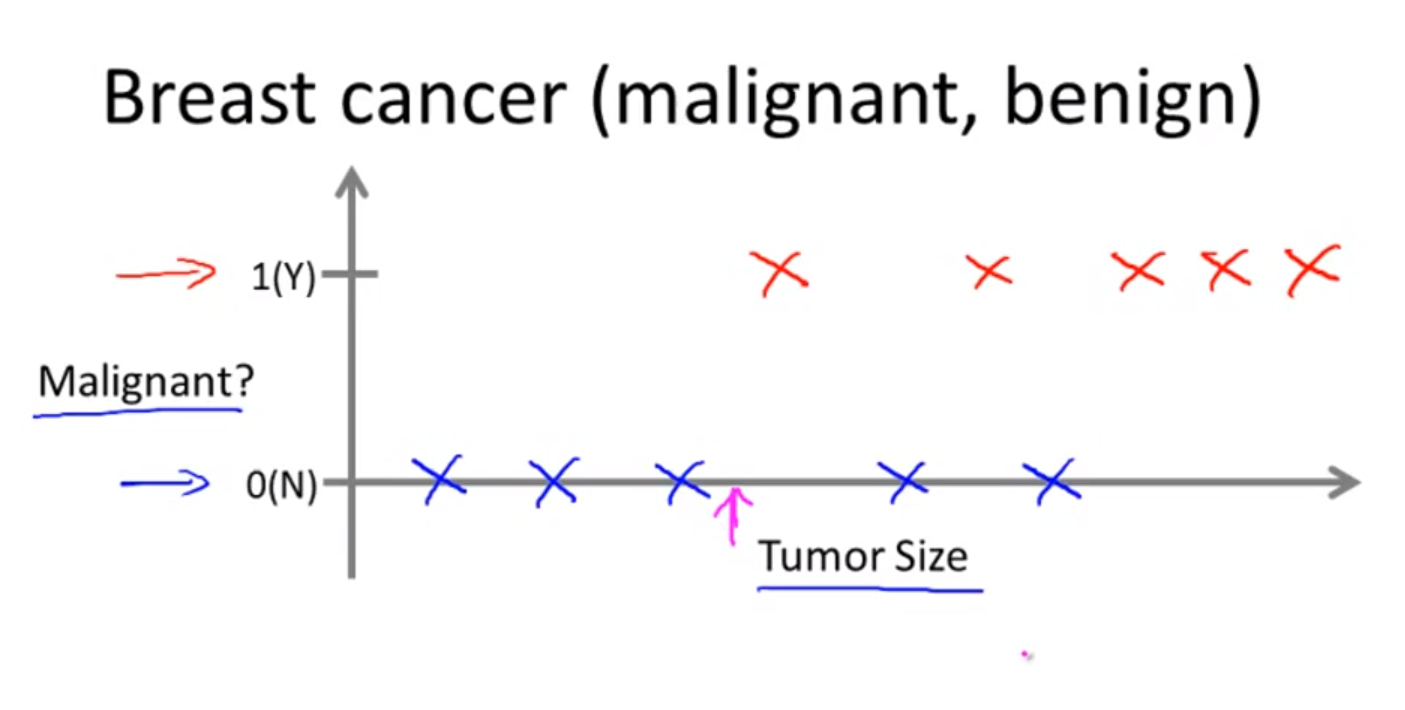 Breast cancer (malignant, benign)
1(Y)
Malignant?
0(N)
Tumor Size